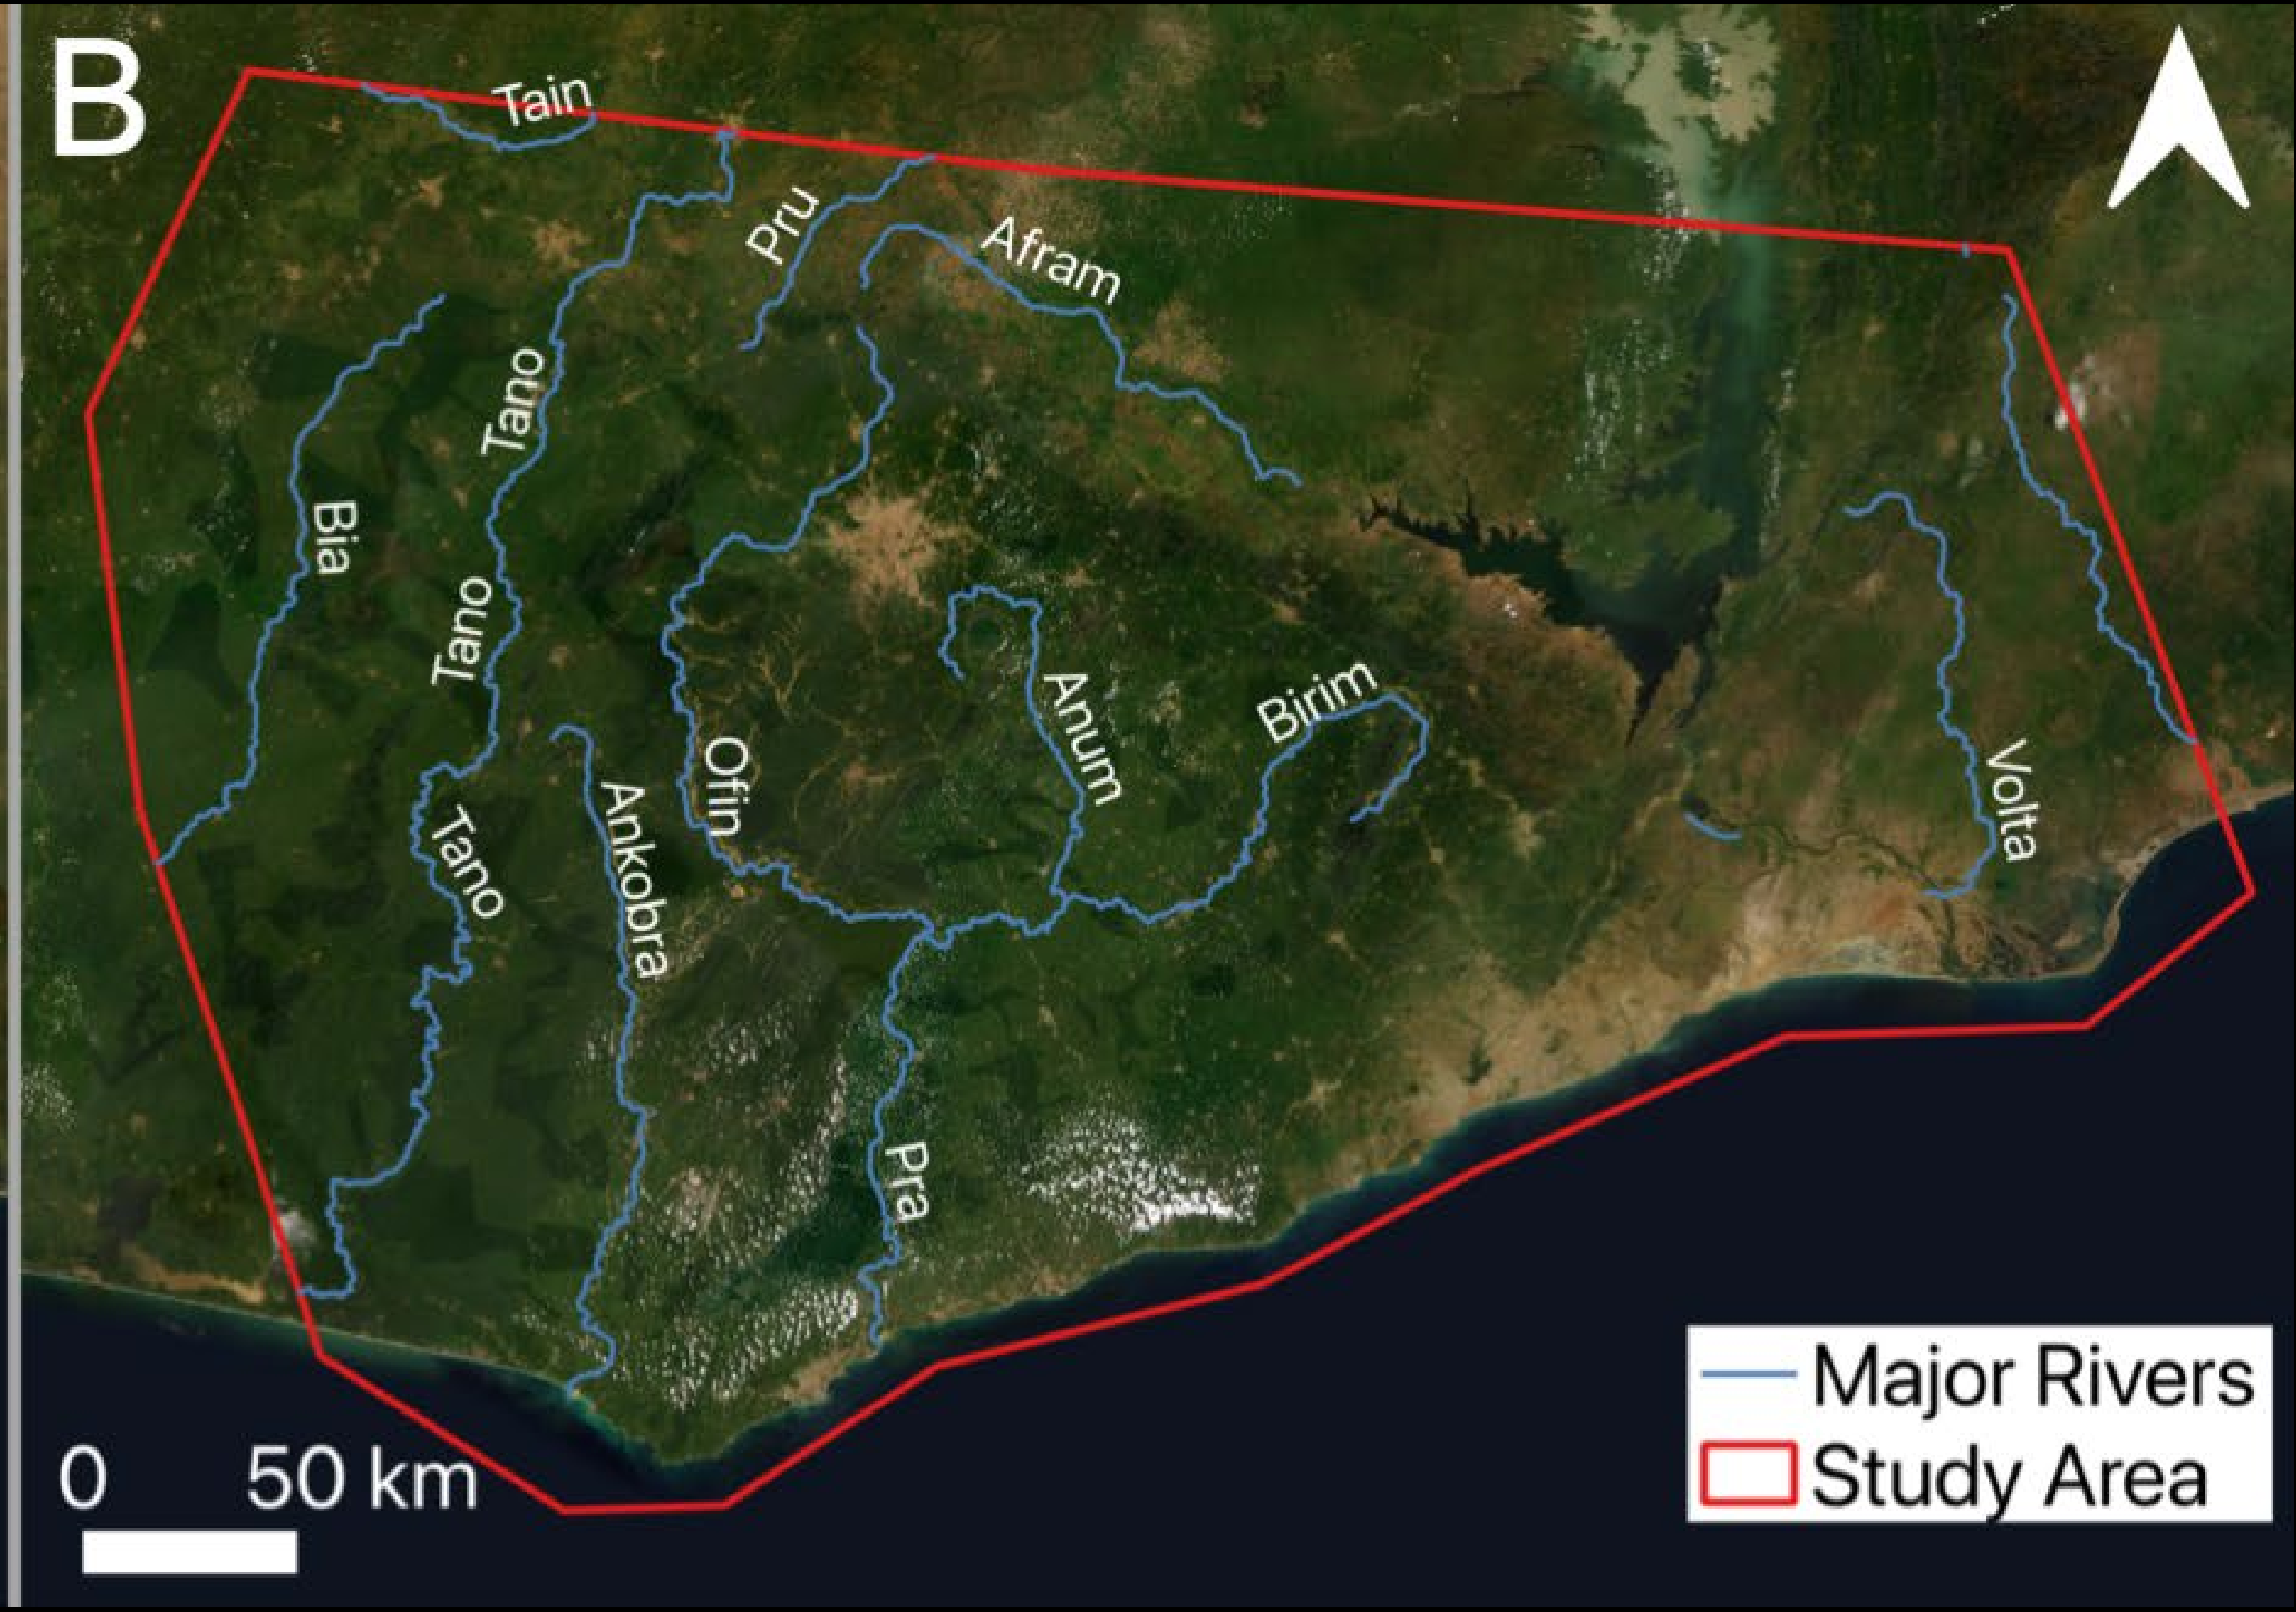 B
Tain
Pru
Afram
Tano
Bia
Tano
Anum
Birim
Ofin
Volta
Ankobra
Tano
Pra
Major Rivers
Study Area
0 50 km